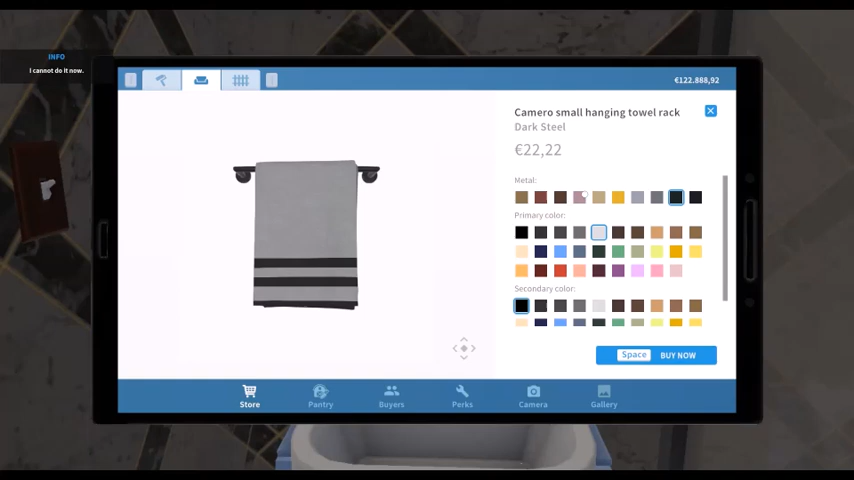 INFO
I cannot do it now.
€122.888,92
Camero small hanging towel rack
Dark Steel
€22,22
Metal:
Primary color:
Secondary color:
Space BUY NOW
Store Pantry Buyers Perks Camera Gallery